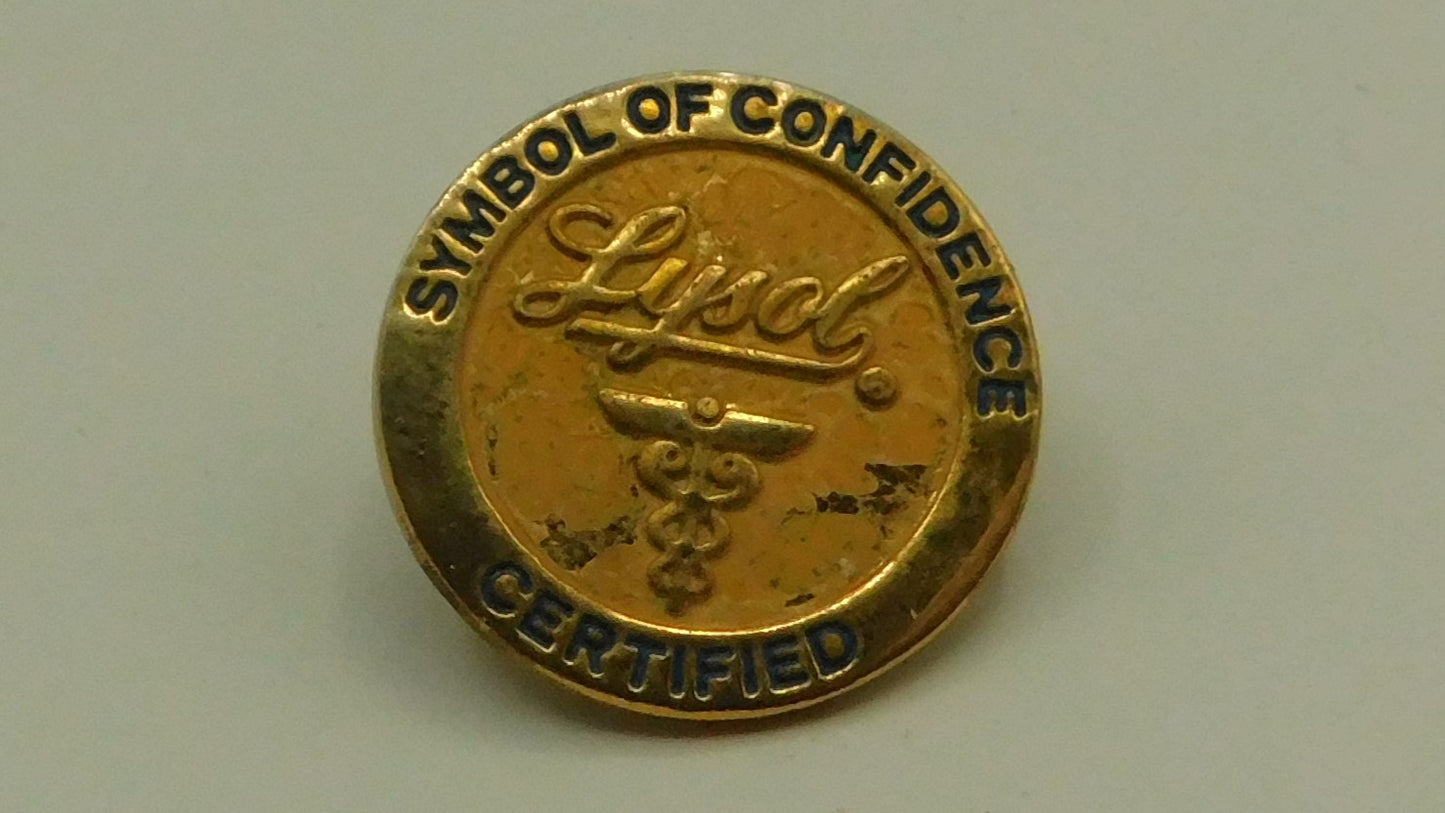 SYMBOL OF CONFIDENCE
Lysol®
CERTIFIED